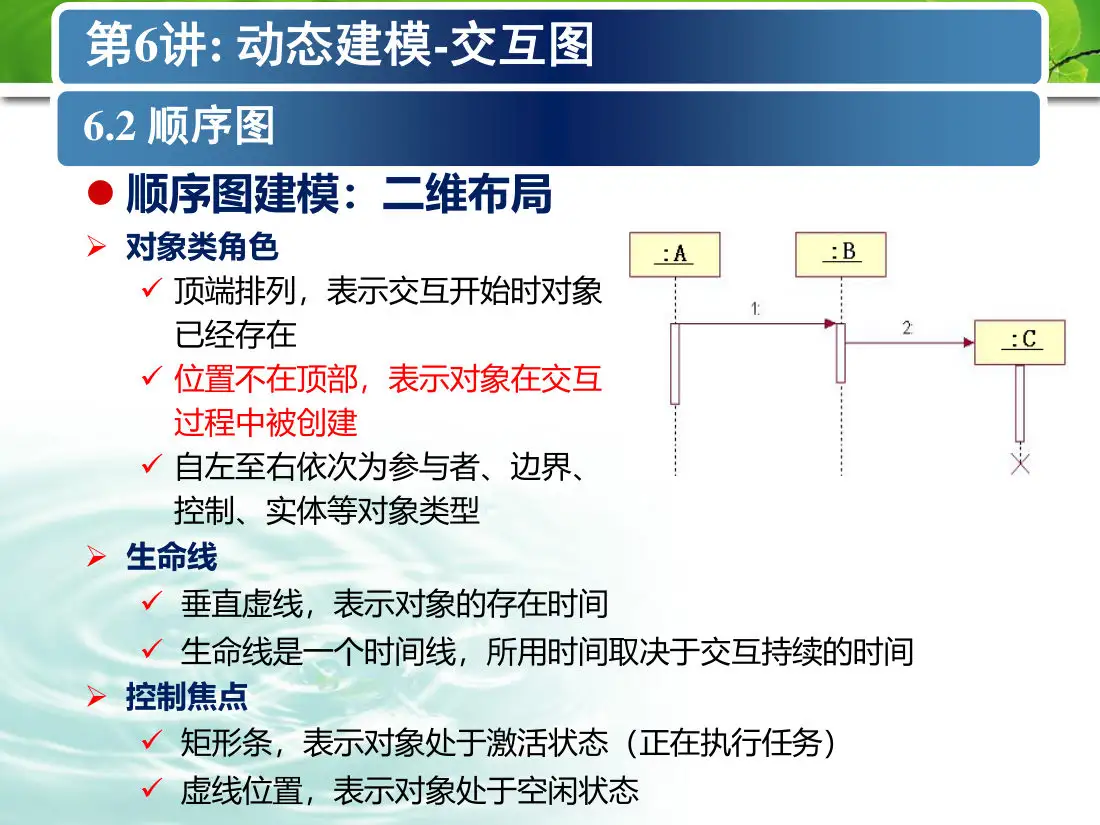 第6讲: 动态建模-交互图
6.2 顺序图
顺序图建模：二维布局
对象类角色
顶端排列，表示交互开始时对象
已经存在
位置不在顶部，表示对象在交互
过程中被创建
自左至右依次为参与者、边界、
控制、实体等对象类型
:A
:B
1:
2:
:C
生命线
垂直虚线，表示对象的存在时间
生命线是一个时间线，所用时间取决于交互持续的时间
控制焦点
矩形条，表示对象处于激活状态（正在执行任务）
虚线位置，表示对象处于空闲状态